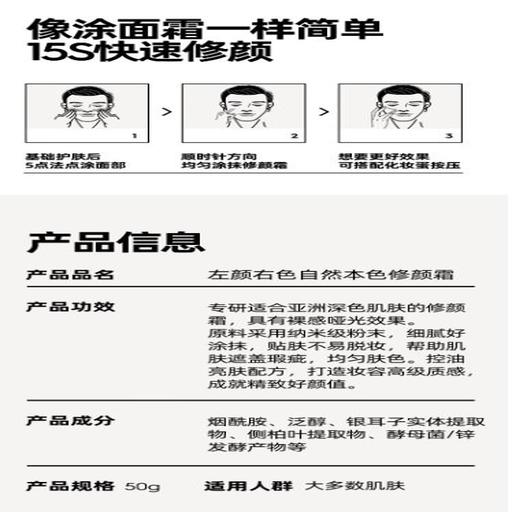 像涂面霜一样简单
15S快速修颜
1
>
2
>
3
基础护肤后
5点法点涂面部
顺时针方向
均匀涂抹修颜霜
想要更好效果
可搭配化妆蛋按压
产品信息
产品品名 左颜右色自然本色修颜霜
产品功效 专研适合亚洲深色肌肤的修颜
霜，具有裸感哑光效果。
原料采用纳米级粉末，细腻好
涂抹，贴肤不易脱妆，帮助肌
肤遮盖瑕疵，均匀肤色。控油
亮肤配方，打造妆容高级质感，
成就精致好颜值。
产品成分 烟酰胺、泛醇、银耳子实体提取
物、侧柏叶提取物、酵母菌/锌
发酵产物等
产品规格 50g 适用人群 大多数肌肤